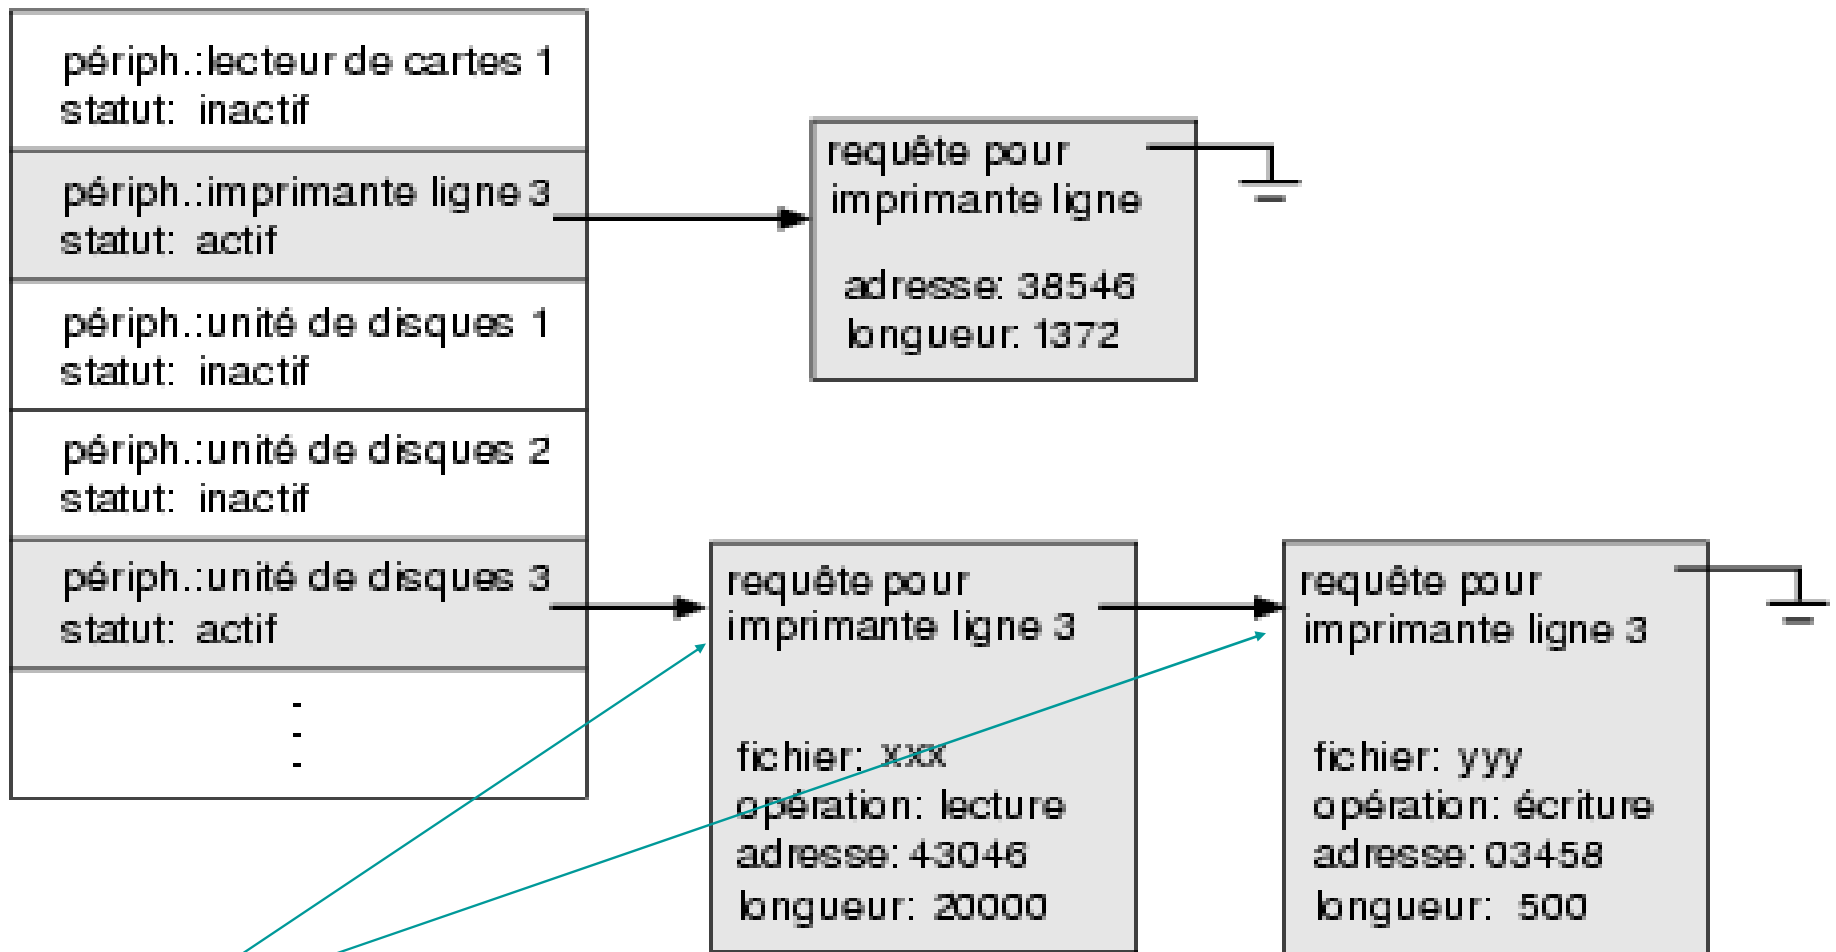 périph.:lecteur de cartes 1
statut: inactif
périph.:imprimante ligne 3
statut: actif
périph.:unité de disques 1
statut: inactif
périph.:unité de disques 2
statut: inactif
périph.:unité de disques 3
statut: actif
requête pour
imprimante ligne
adresse: 38546
longueur: 1372
requête pour
imprimante ligne 3
fichier: xxx
opération: lecture
adresse: 43046
longueur: 20000
requête pour
imprimante ligne 3
fichier: yyy
opération: écriture
adresse: 03458
longueur: 500